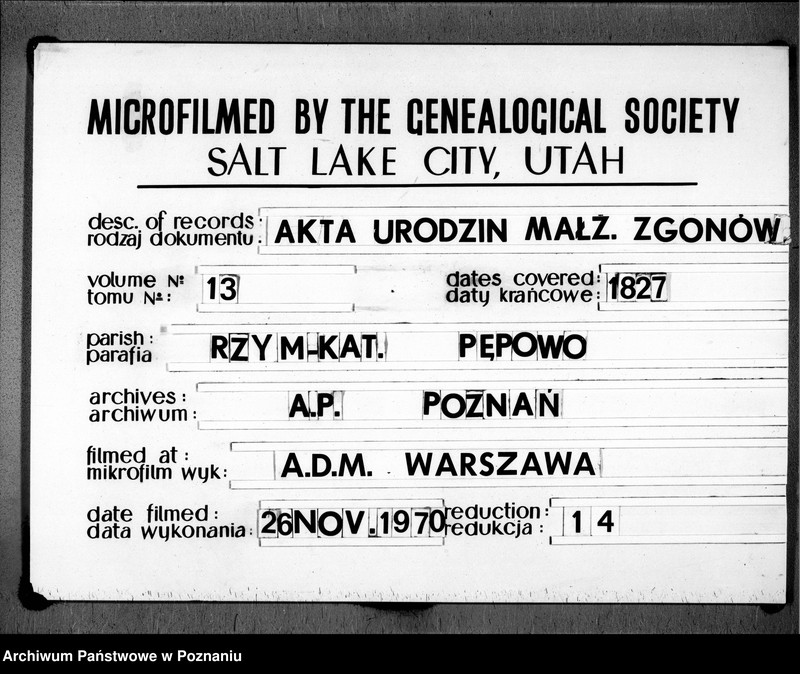 MICROFILMED BY THE GENEALOGICAL SOCIETY
SALT LAKE CITY, UTAH
desc. of records:
rodzaj dokumentu: AKTA URODZIN MAŁŻ. ZGONÓW
volume №
tomu №: 13
dates covered:
daty krańcowe: 1827
parish:
parafia RZYM-KAT. PĘPOWO
archives:
archiwum: A.P. POZNAŃ
filmed at:
mikrofilm wyk: A.D.M. WARSZAWA
date filmed:
data wykonania: 26 NOV. 1970
reduction:
redukcja: 14
Archiwum Państwowe w Poznaniu